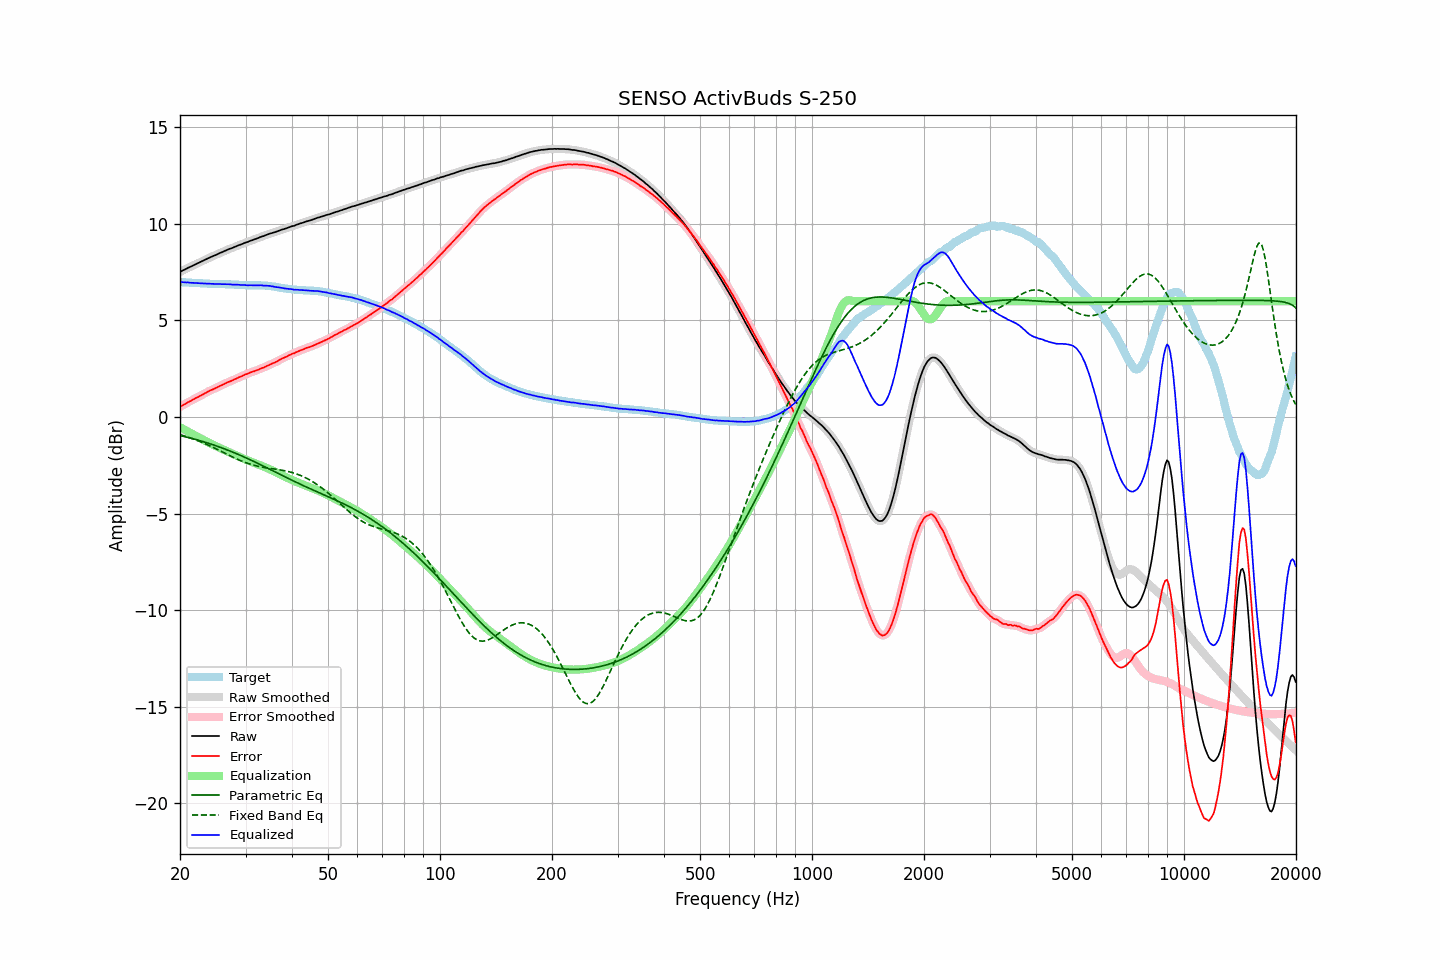 SENSO ActivBuds S-250
15
10
5
0
−5
−10
−15
−20
Amplitude (dBr)
Target
Raw Smoothed
Error Smoothed
Raw
Error
Equalization
Parametric Eq
Fixed Band Eq
Equalized
20 50 100 200 500 1000 2000 5000 10000 20000
Frequency (Hz)